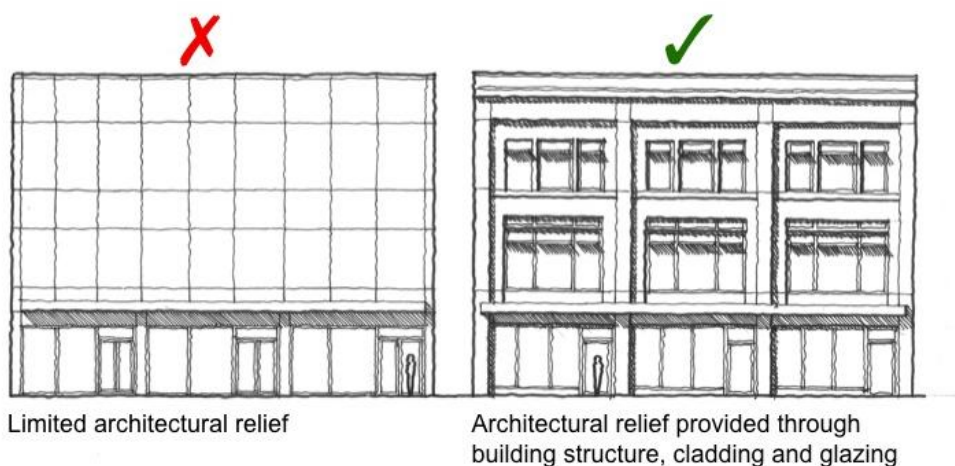 Limited architectural relief
Architectural relief provided through
building structure, cladding and glazing